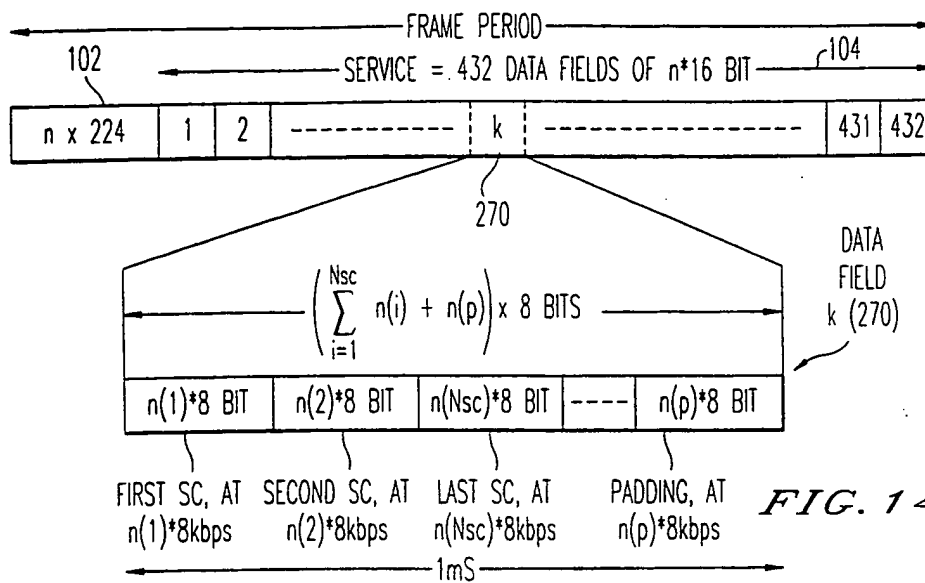 FRAME PERIOD
102
SERVICE = .432 DATA FIELDS OF n*16 BIT
104
n x 224 1 2 k 431 432
270
DATA
FIELD
k (270)
( Nsc ∑ i=1 n(i) + n(p) ) x 8 BITS
n(1)*8 BIT n(2)*8 BIT n(Nsc)*8 BIT ---- n(p)*8 BIT
FIRST SC, AT
n(1)*8kbps
SECOND SC, AT
n(2)*8kbps
LAST SC, AT
n(Nsc)*8kbps
PADDING, AT
n(p)*8kbps
1mS
FIG. 14